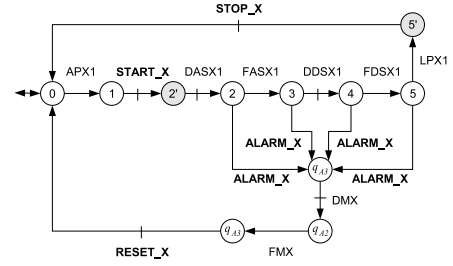 STOP_X
5'
APX1
START_X
DASX1
FASX1
DDSX1
FDSX1
LPX1
0
1
2'
2
3
4
5
ALARM_X
ALARM_X
ALARM_X
ALARM_X
q_{A3}
DMX
q_{A3}
q_{A2}
RESET_X
FMX